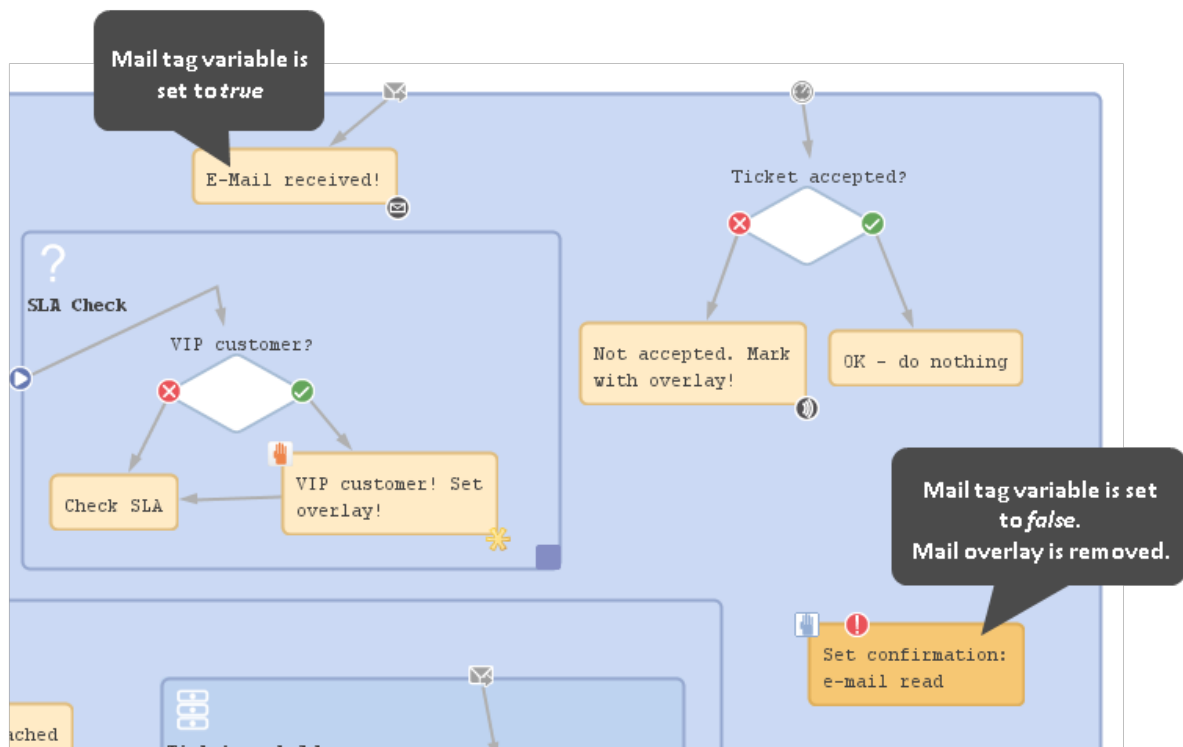 Mail tag variable is
set to true
E-Mail received!
Ticket accepted?
SLA Check
VIP customer?
Not accepted. Mark
with overlay!
OK - do nothing
Check SLA
VIP customer! Set
overlay!
Mail tag variable is set
to false.
Mail overlay is removed.
Set confirmation:
e-mail read
ached